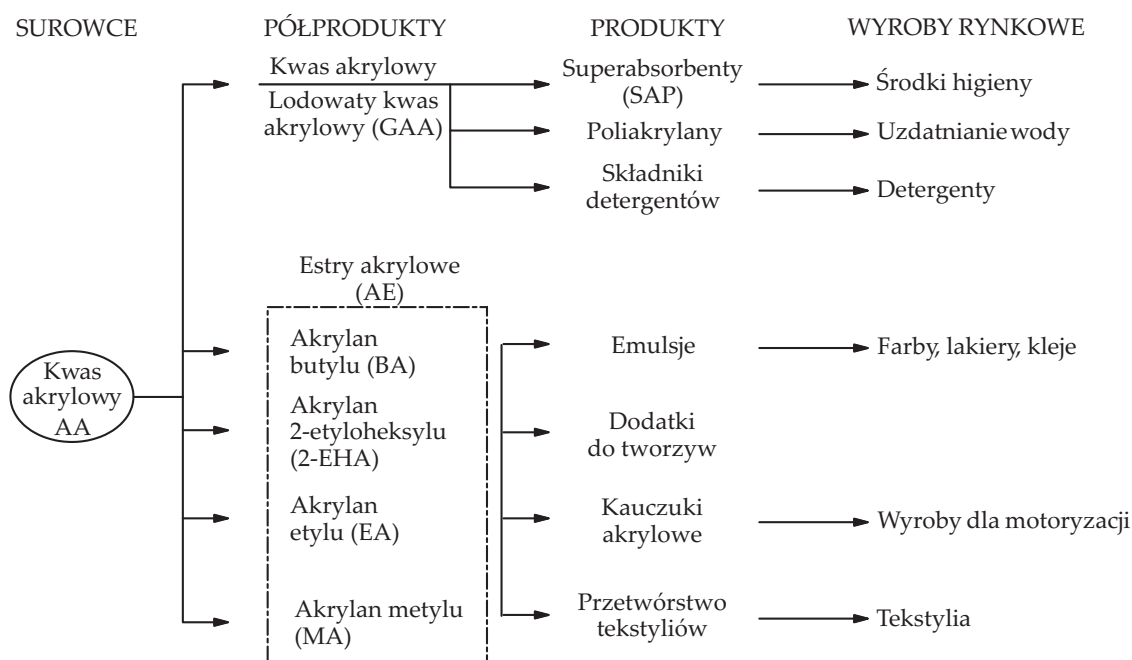 SUROWCE
PÓŁPRODUKTY
PRODUKTY
WYROBY RYNKOWE
Kwas akrylowy
Lodowaty kwas
akrylowy (GAA)
Superabsorbenty
(SAP)
Środki higieny
Poliakrylany
Uzdatnianie wody
Składniki
detergentów
Detergenty
Estry akrylowe
(AE)
Kwas
akrylowy
AA
Akrylan
butylu (BA)
Emulsje
Farby, lakiery, kleje
Akrylan
2-etyloheksylu
(2-EHA)
Dodatki
do tworzyw
Akrylan
etylu (EA)
Kauczuki
akrylowe
Wyroby dla motoryzacji
Akrylan metylu
(MA)
Przetwórstwo
tekstyliów
Tekstylia